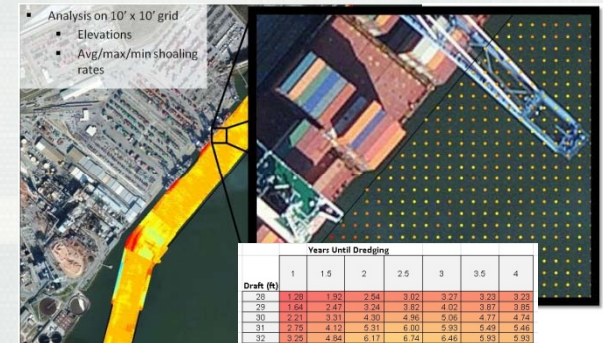 ▪ Analysis on 10' x 10' grid
▪ Elevations
▪ Avg/max/min shoaling
rates
Years Until Dredging
1 1.5 2 2.5 3 3.5 4
Draft (ft)
28 1.28 1.92 2.54 3.02 3.27 3.23 3.23
29 1.64 2.47 3.24 3.82 4.02 3.87 3.85
30 2.21 3.31 4.30 4.96 5.06 4.77 4.74
31 2.75 4.12 5.31 6.00 5.93 5.49 5.46
32 3.25 4.84 6.17 6.74 6.46 5.93 5.93